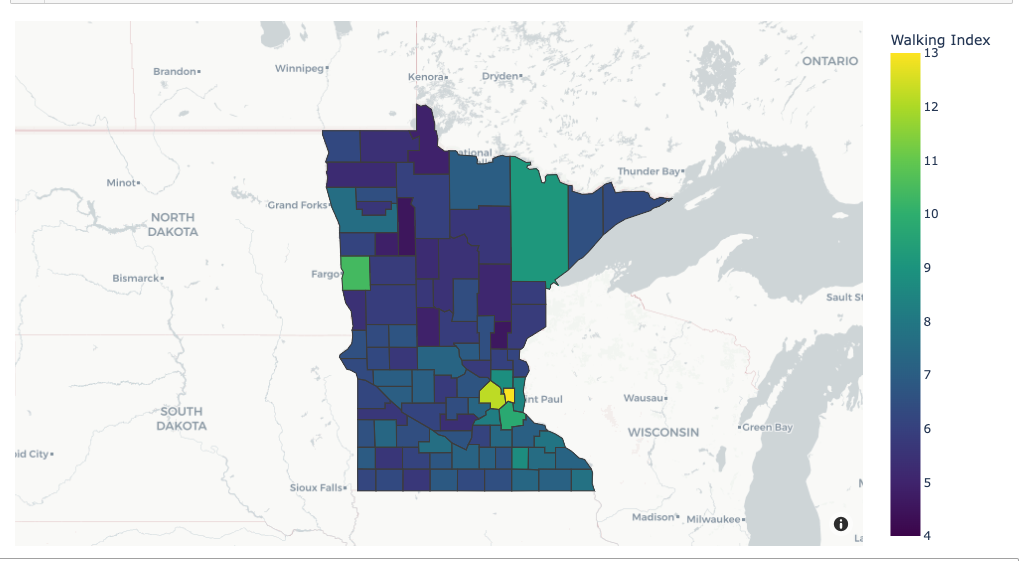 Walking Index
13
12
11
10
9
8
7
6
5
4
Brandon
Winnipeg
Kenora
Dryden
ONTARIO
national
Minot
Thunder Bay
Grand Forks
NORTH
DAKOTA
Bismarck
Fargo
Sault St
int Paul
Wausau
SOUTH
DAKOTA
WISCONSIN
Green Bay
pid City
Sioux Falls
Madison
Milwaukee
La